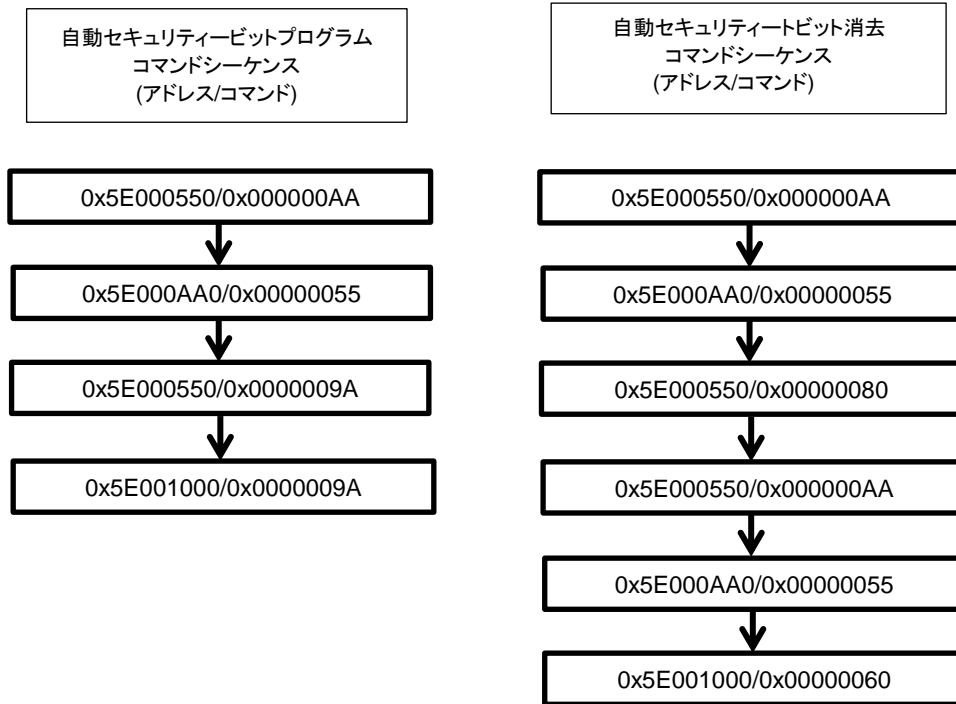 自動セキュリティービットプログラム
コマンドシーケンス
(アドレス/コマンド)
0x5E000550/0x000000AA
0x5E000AA0/0x00000055
0x5E000550/0x0000009A
0x5E001000/0x0000009A
自動セキュリティートビット消去
コマンドシーケンス
(アドレス/コマンド)
0x5E000550/0x000000AA
0x5E000AA0/0x00000055
0x5E000550/0x00000080
0x5E000550/0x000000AA
0x5E000AA0/0x00000055
0x5E001000/0x00000060